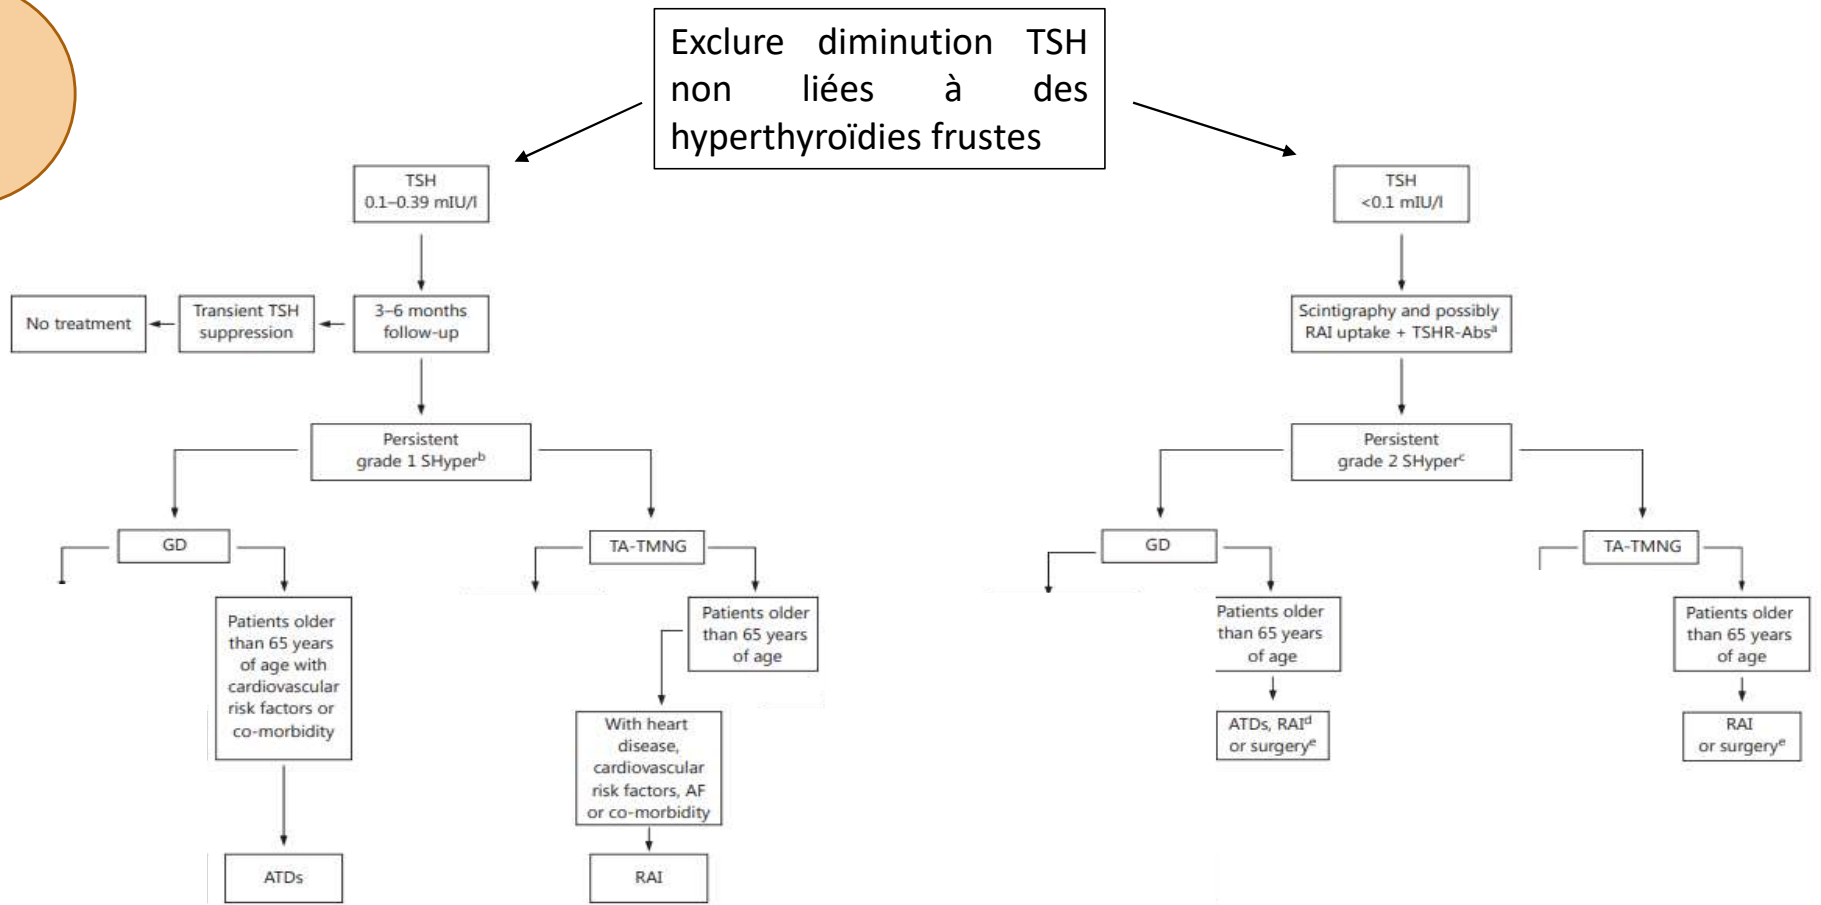 Exclure diminution TSH
non liées à des
hyperthyroïdies frustes
TSH
0.1–0.39 mIU/l
TSH
<0.1 mIU/l
No treatment
Transient TSH
suppression
3–6 months
follow-up
Scintigraphy and possibly
RAI uptake + TSHR-Absᵃ
Persistent
grade 1 SHyperᵇ
Persistent
grade 2 SHyperᶜ
GD
TA-TMNG
GD
TA-TMNG
Patients older
than 65 years
of age with
cardiovascular
risk factors or
co-morbidity
Patients older
than 65 years
of age
Patients older
than 65 years
of age
Patients older
than 65 years
of age
With heart
disease,
cardiovascular
risk factors, AF
or co-morbidity
ATDs, RAIᵈ
or surgeryᵉ
RAI
or surgeryᵉ
ATDs
RAI